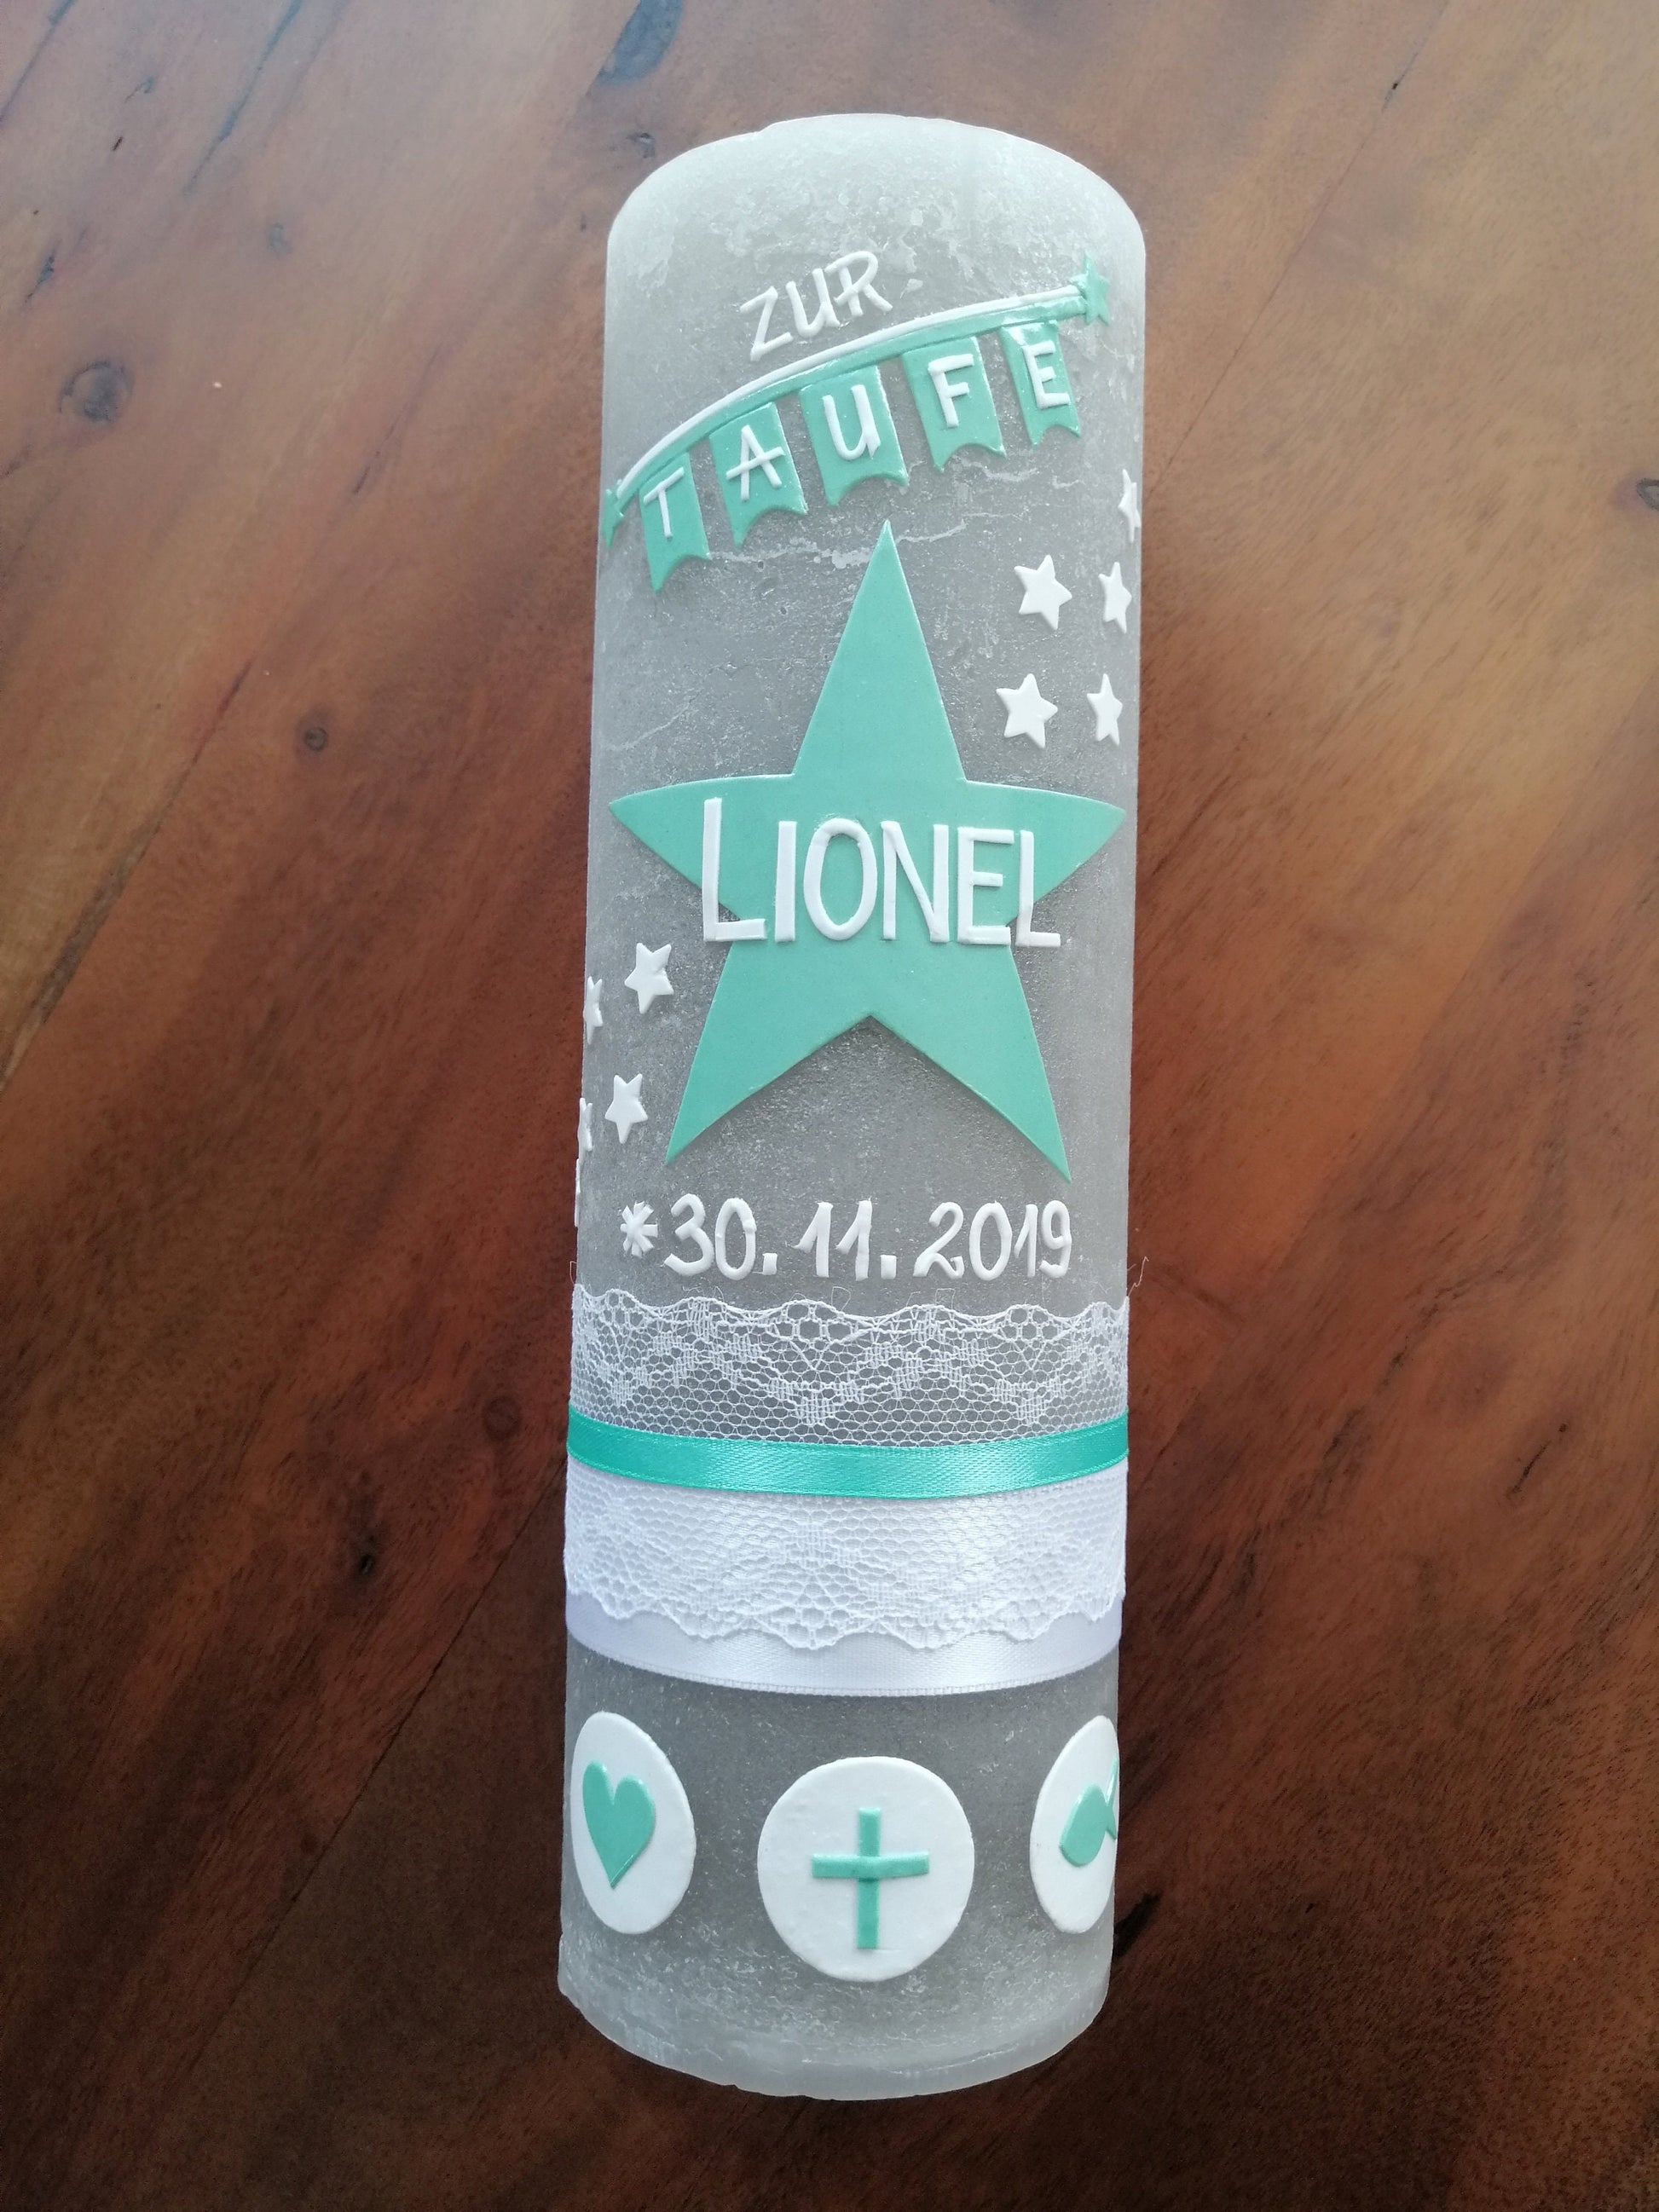 ZUR
TAUFE
LIONEL
*30.11.2019